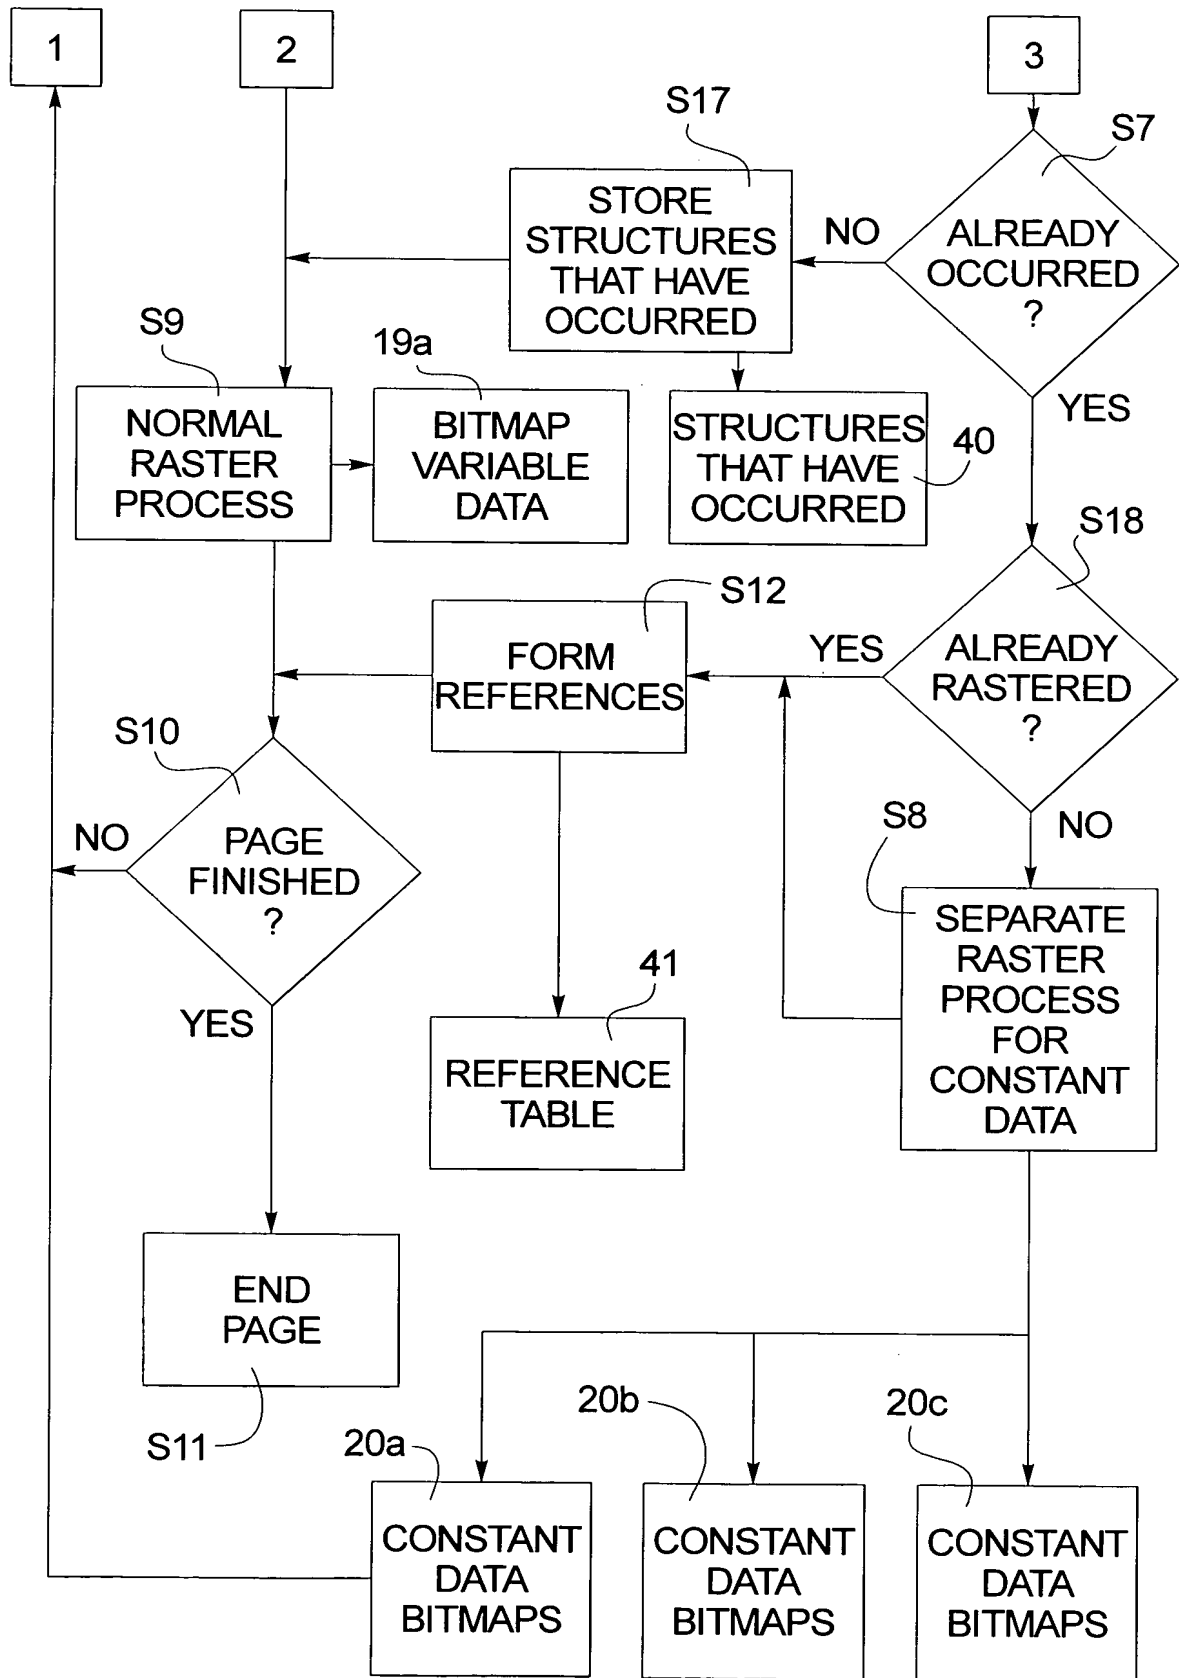 1
2
3
S17
S7
STORE
STRUCTURES
THAT HAVE
OCCURRED
NO
ALREADY
OCCURRED
?
S9
19a
YES
NORMAL
RASTER
PROCESS
BITMAP
VARIABLE
DATA
STRUCTURES
THAT HAVE
OCCURRED
40
S18
S12
FORM
REFERENCES
YES
ALREADY
RASTERED
?
S10
NO
PAGE
FINISHED
?
S8
NO
SEPARATE
RASTER
PROCESS
FOR
CONSTANT
DATA
YES
41
REFERENCE
TABLE
END
PAGE
S11
20a
20b
20c
CONSTANT
DATA
BITMAPS
CONSTANT
DATA
BITMAPS
CONSTANT
DATA
BITMAPS